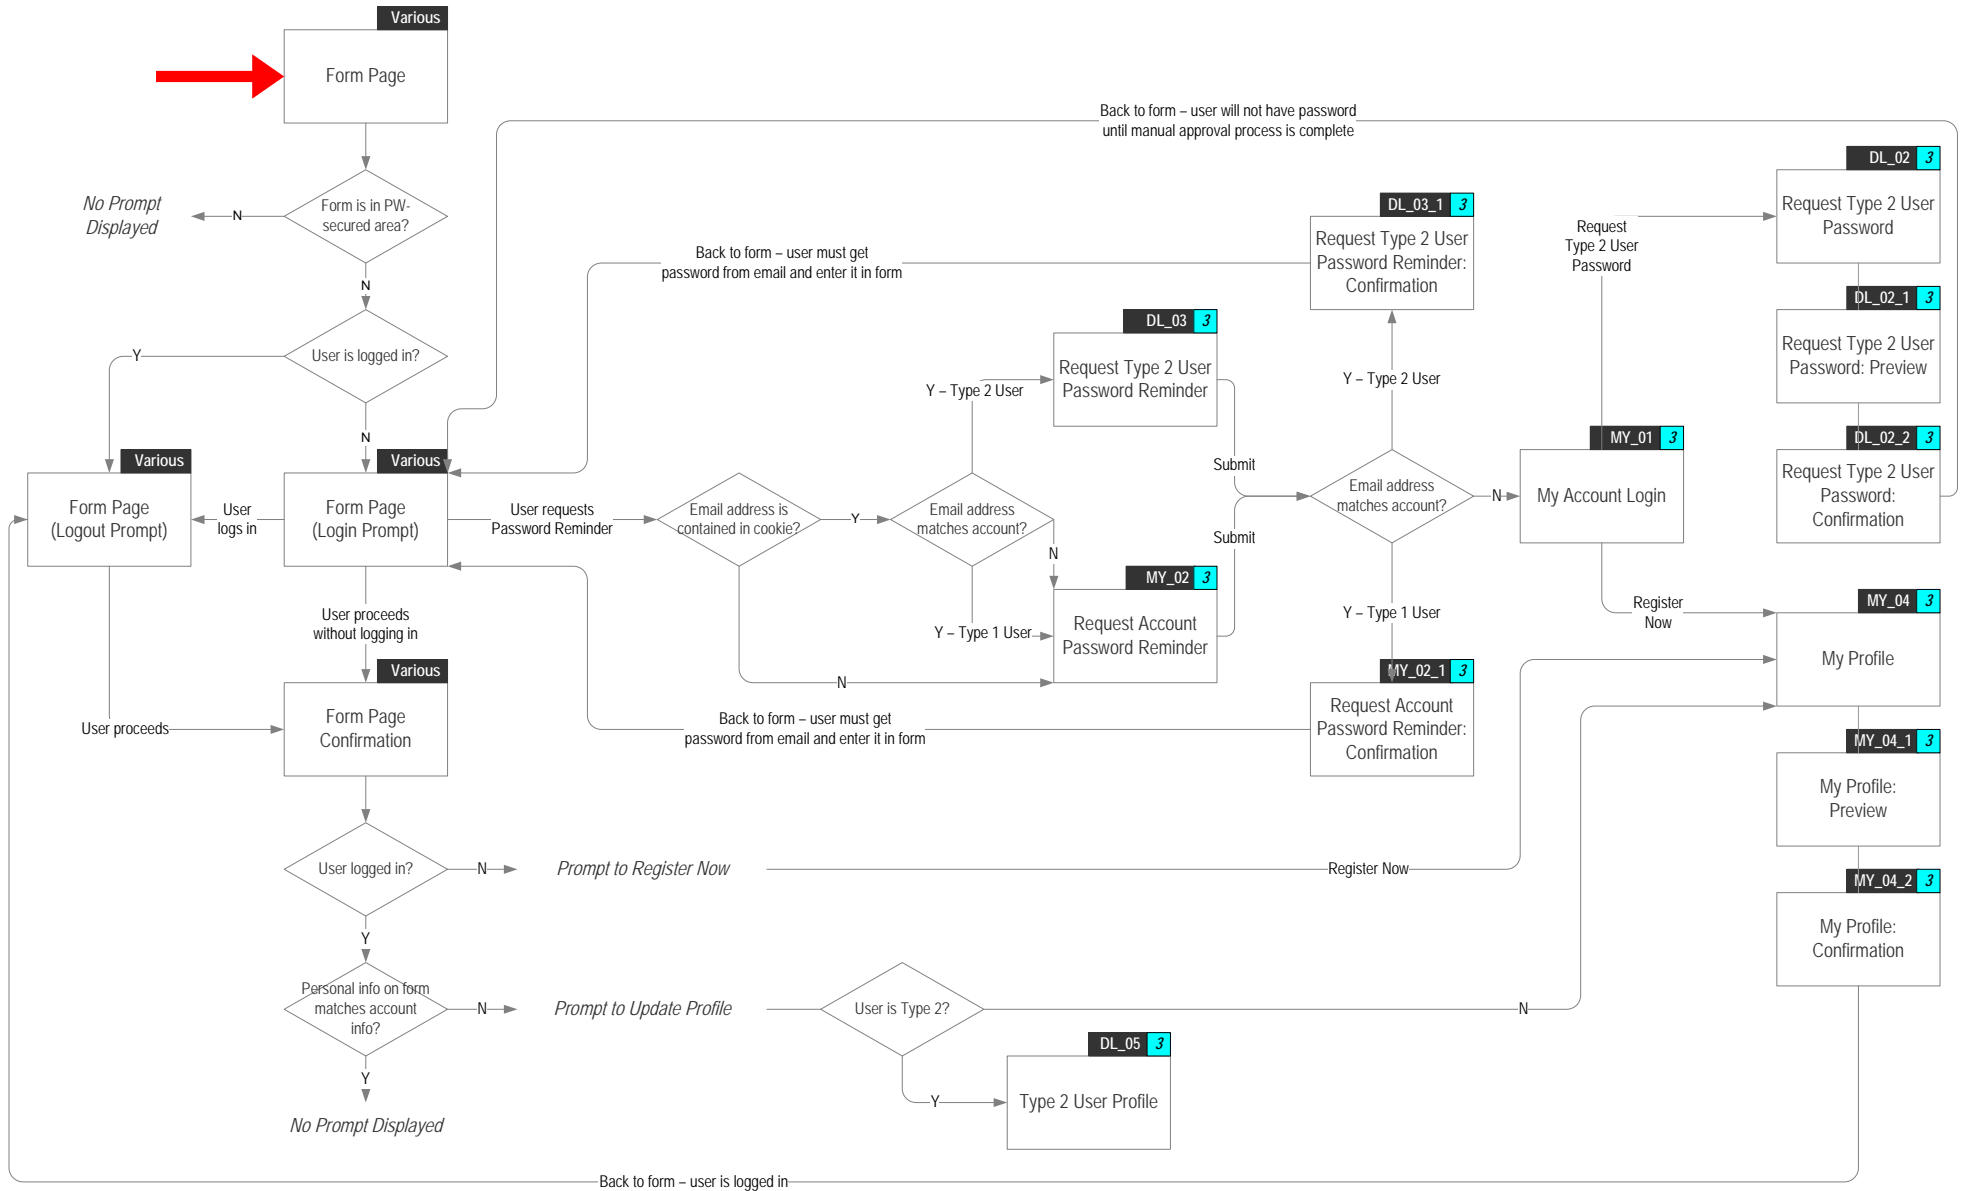 Various
Form Page
Back to form – user will not have password
until manual approval process is complete
DL_02 3
Request Type 2 User
Password
No Prompt
Displayed
N
Form is in PW-
secured area?
DL_03_1 3
Request Type 2 User
Password Reminder:
Confirmation
Request
Type 2 User
Password
Back to form – user must get
password from email and enter it in form
N
DL_02_1 3
Request Type 2 User
Password: Preview
DL_03 3
Request Type 2 User
Password Reminder
Y
User is logged in?
Y – Type 2 User
Y – Type 2 User
N
MY_01 3
My Account Login
DL_02_2 3
Request Type 2 User
Password:
Confirmation
Various
Form Page
(Logout Prompt)
User
logs in
Various
Form Page
(Login Prompt)
User requests
Password Reminder
Email address is
contained in cookie?
Y
Email address
matches account?
N
Submit
Submit
Email address
matches account?
N
MY_02 3
Request Account
Password Reminder
Y – Type 1 User
Y – Type 1 User
Register
Now
MY_04 3
My Profile
User proceeds
without logging in
N
MY_02_1 3
Request Account
Password Reminder:
Confirmation
Various
Form Page
Confirmation
User proceeds
Back to form – user must get
password from email and enter it in form
MY_04_1 3
My Profile:
Preview
User logged in?
N
Prompt to Register Now
Register Now
MY_04_2 3
My Profile:
Confirmation
Y
Personal info on form
matches account
info?
N
Prompt to Update Profile
User is Type 2?
N
DL_05 3
Type 2 User Profile
Y
Y
No Prompt Displayed
Back to form – user is logged in